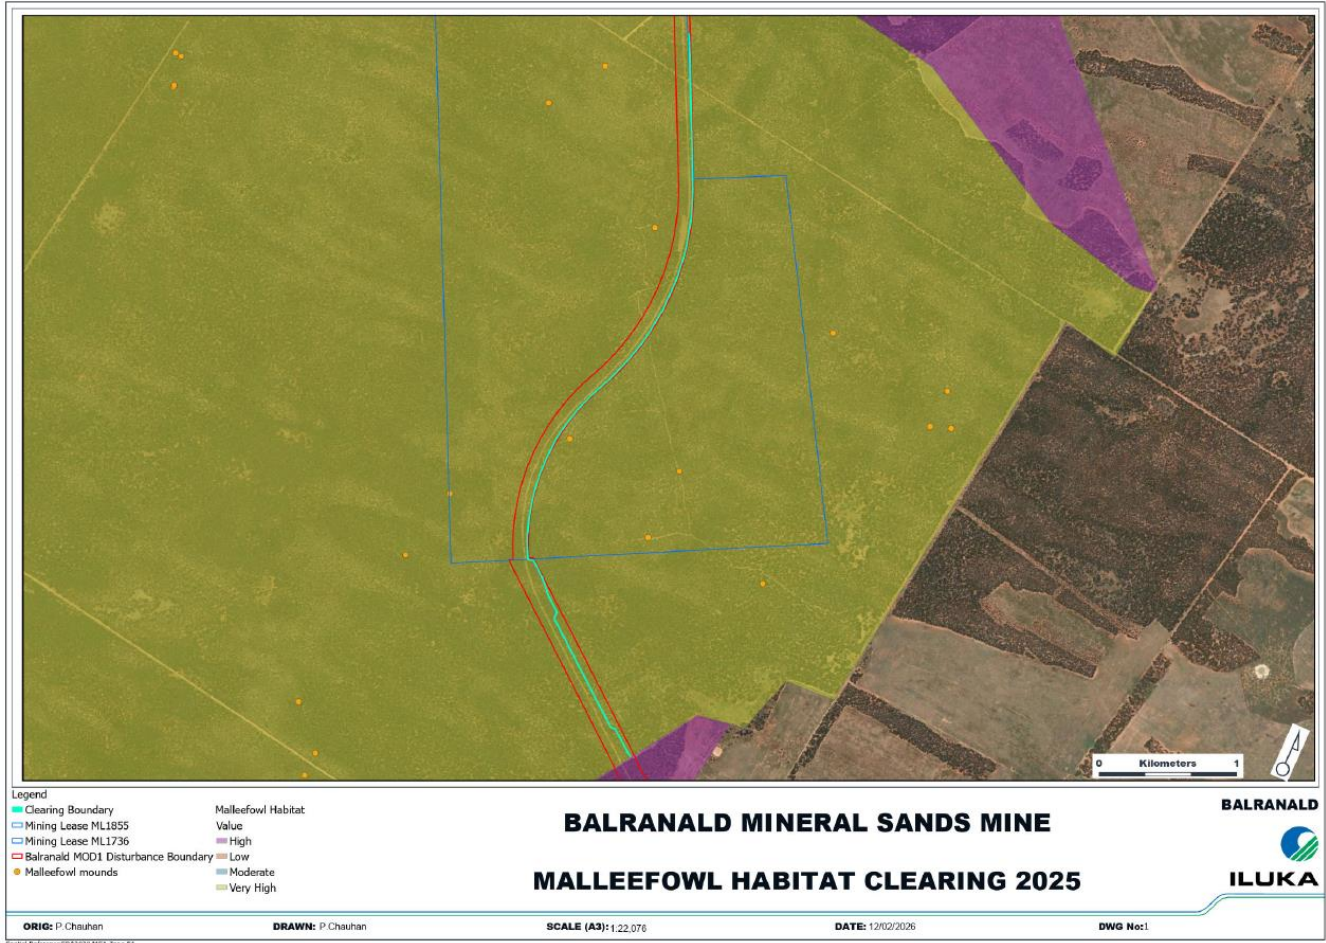 0 Kilometers 1
Legend
Clearing Boundary
Mining Lease ML1855
Mining Lease ML1736
Balranald MOD1 Disturbance Boundary
Malleefowl mounds
Malleefowl Habitat
Value
High
Low
Moderate
Very High
BALRANALD MINERAL SANDS MINE
MALLEEFOWL HABITAT CLEARING 2025
BALRANALD
ILUKA
ORIG: P.Chauhan
DRAWN: P.Chauhan
SCALE (A3): 1:22,076
DATE: 12/02/2026
DWG No:1